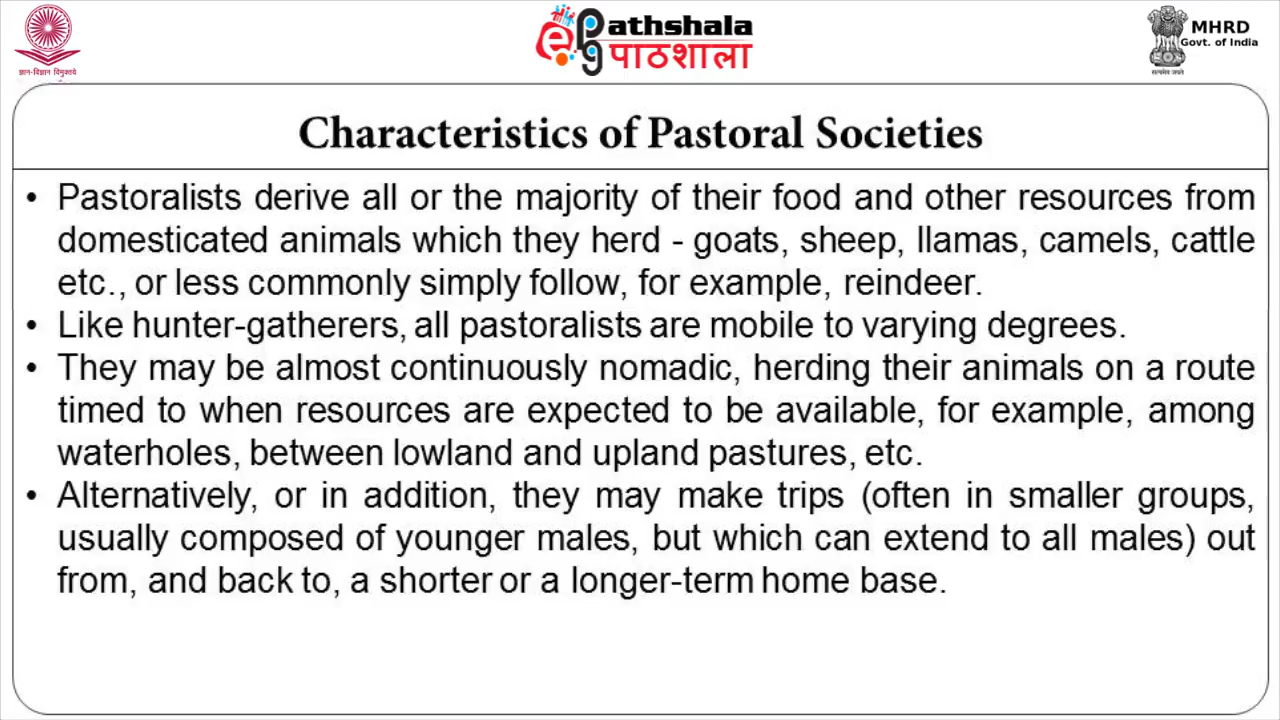 ज्ञान-विज्ञान विमुक्तये
ePG Pathshala
पाठशाला
MHRD
Govt. of India
सत्यमेव जयते
Characteristics of Pastoral Societies
• Pastoralists derive all or the majority of their food and other resources from
domesticated animals which they herd - goats, sheep, llamas, camels, cattle
etc., or less commonly simply follow, for example, reindeer.
• Like hunter-gatherers, all pastoralists are mobile to varying degrees.
• They may be almost continuously nomadic, herding their animals on a route
timed to when resources are expected to be available, for example, among
waterholes, between lowland and upland pastures, etc.
• Alternatively, or in addition, they may make trips (often in smaller groups,
usually composed of younger males, but which can extend to all males) out
from, and back to, a shorter or a longer-term home base.